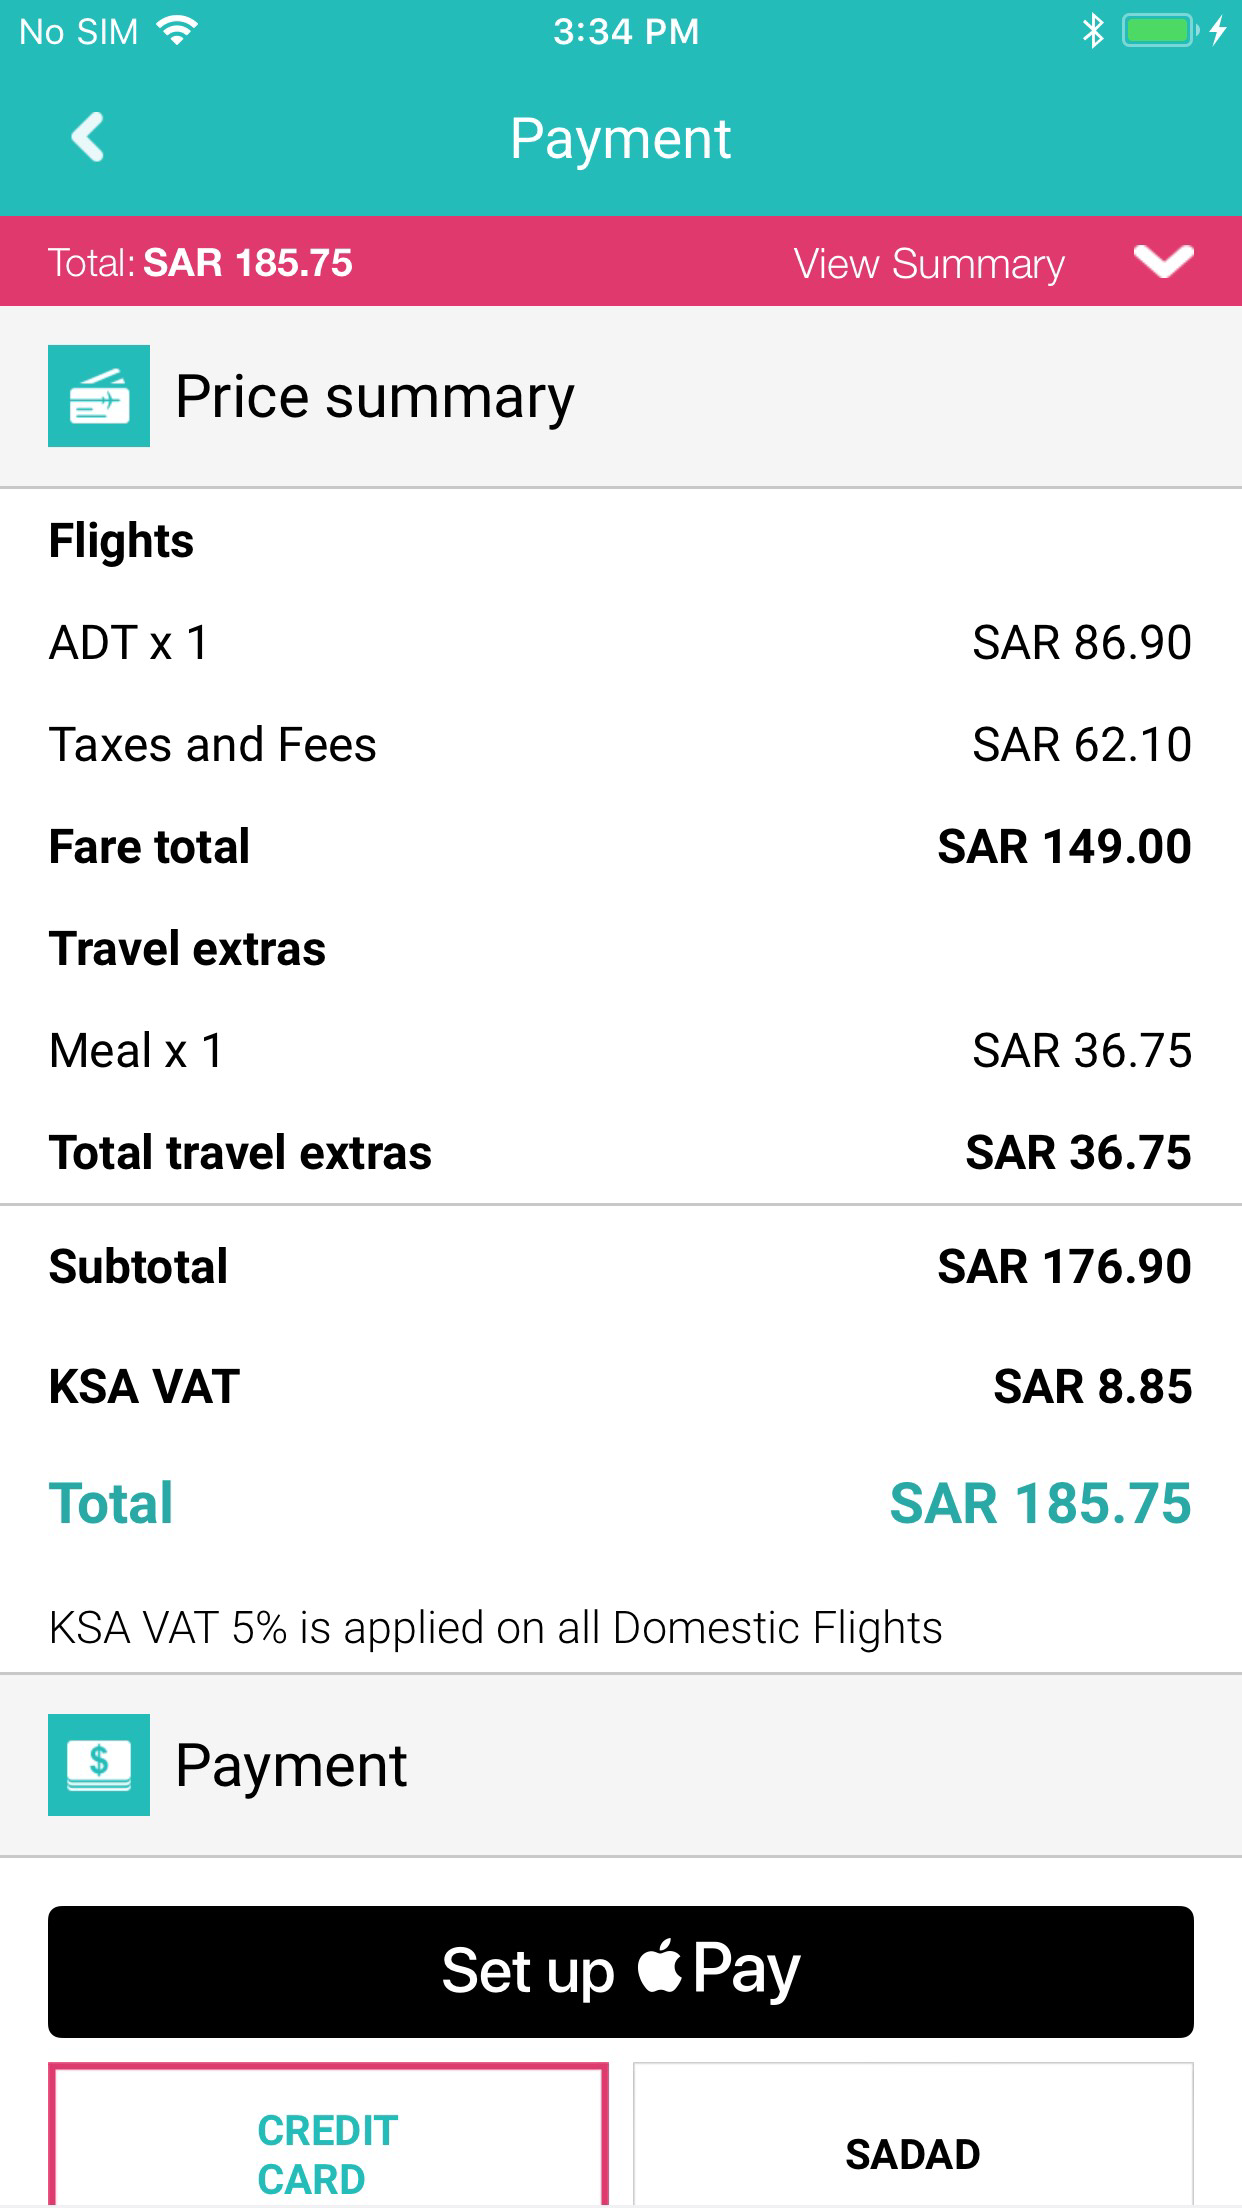 No SIM 3:34 PM
Payment
Total: SAR 185.75 View Summary
Price summary
Flights
ADT x 1 SAR 86.90
Taxes and Fees SAR 62.10
Fare total SAR 149.00
Travel extras
Meal x 1 SAR 36.75
Total travel extras SAR 36.75
Subtotal SAR 176.90
KSA VAT SAR 8.85
Total SAR 185.75
KSA VAT 5% is applied on all Domestic Flights
$ Payment
Set up Pay
CREDIT
CARD
SADAD